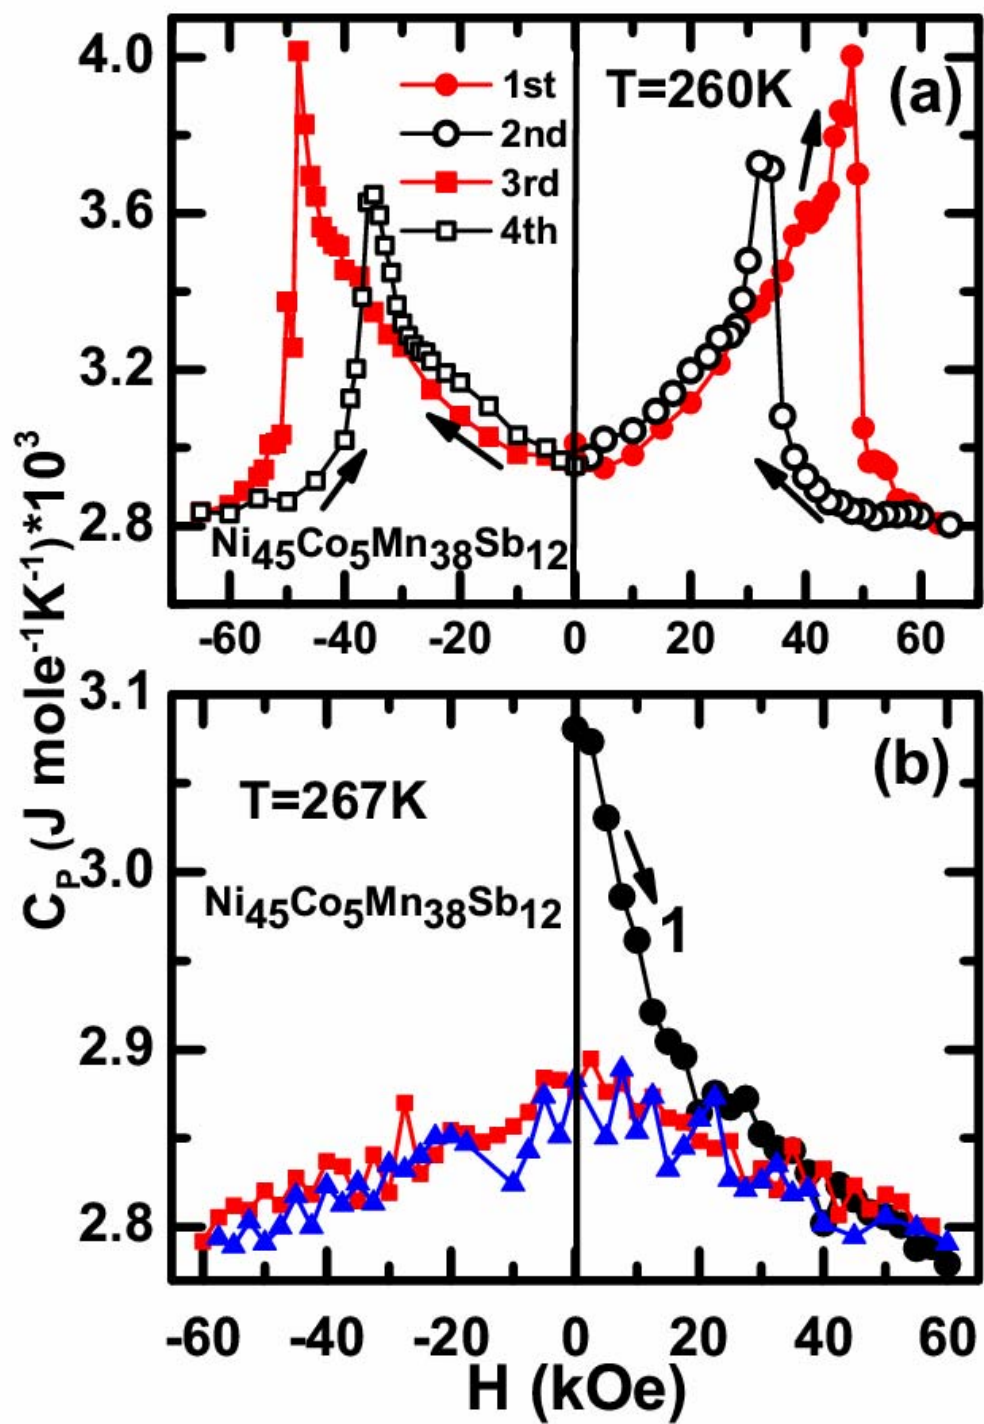 4.0
3.6
3.2
2.8
1st
2nd
3rd
4th
T=260K
(a)
Ni45Co5Mn38Sb12
-60 -40 -20 0 20 40 60
CP (J mole-1K-1)*103
3.1
3.0
2.9
2.8
(b)
T=267K
Ni45Co5Mn38Sb12
1
-60 -40 -20 0 20 40 60
H (kOe)